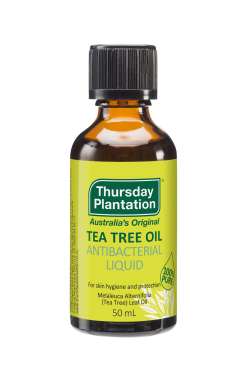 Thursday
Plantation®
Australia's Original
TEA TREE OIL
ANTIBACTERIAL
LIQUID
100% PURE
For skin hygiene and protection
Melaleuca Alternifolia
(Tea Tree) Leaf Oil
50 mL